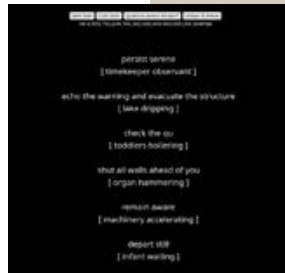 persist serene
[ timekeeper observant ]
echo the warning and evacuate the structure
[ lake dripping ]
check the ou
[ toddlers hollering ]
shut all walls ahead of you
[ organ hammering ]
remain aware
[ machinery accelerating ]
depart still
[ infant wailing ]